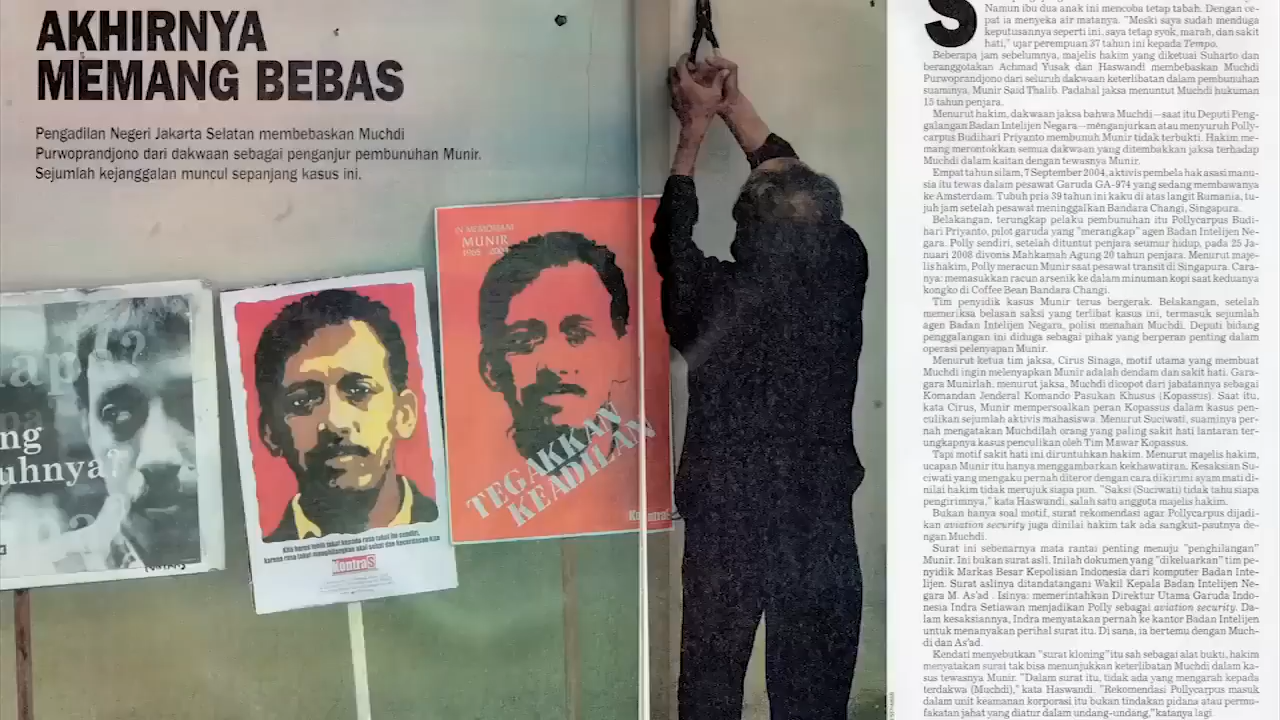 AKHIRNYA
MEMANG BEBAS
Pengadilan Negeri Jakarta Selatan membebaskan Muchdi
Purwoprandjono dari dakwaan sebagai penganjur pembunuhan Munir.
Sejumlah kejanggalan muncul sepanjang kasus ini.
ng
uhnya?
Kita harus lebih takut kepada rasa takut itu sendiri,
karena rasa takut menghilangkan akal sehat dan kecerdasan kita
KontraS
IN MEMORIAM
MUNIR
1965 2004
TEGAKKAN
KEADILAN
KontraS
S
Namun ibu dua anak ini mencoba tetap tabah. Dengan ce-
pat ia menyeka air matanya. "Meski saya sudah menduga
keputusannya seperti ini, saya tetap syok, marah, dan sakit
hati," ujar perempuan 37 tahun ini kepada Tempo.
Beberapa jam sebelumnya, majelis hakim yang diketuai Suharto dan
beranggotakan Achmad Yusak dan Haswandi membebaskan Muchdi
Purwoprandjono dari seluruh dakwaan keterlibatan dalam pembunuhan
suaminya, Munir Said Thalib. Padahal jaksa menuntut Muchdi hukuman
15 tahun penjara.
Menurut hakim, dakwaan jaksa bahwa Muchdi—saat itu Deputi Peng-
galangan Badan Intelijen Negara—menganjurkan atau menyuruh Polly-
carpus Budihari Priyanto membunuh Munir tidak terbukti. Hakim me-
mang merontokkan semua dakwaan yang ditembakkan jaksa terhadap
Muchdi dalam kaitan dengan tewasnya Munir.
Empat tahun silam, 7 September 2004, aktivis pembela hak asasi manu-
sia itu tewas dalam pesawat Garuda GA-974 yang sedang membawanya
ke Amsterdam. Tubuh pria 39 tahun ini kaku di atas langit Rumania, tu-
juh jam setelah pesawat meninggalkan Bandara Changi, Singapura.
Belakangan, terungkap pelaku pembunuhan itu Pollycarpus Budi-
hari Priyanto, pilot garuda yang "merangkap" agen Badan Intelijen Ne-
gara. Polly sendiri, setelah dituntut penjara seumur hidup, pada 25 Ja-
nuari 2008 divonis Mahkamah Agung 20 tahun penjara. Menurut maje-
lis hakim, Polly meracun Munir saat pesawat transit di Singapura. Cara-
nya: memasukkan racun arsenik ke dalam minuman kopi saat keduanya
kongko di Coffee Bean Bandara Changi.
Tim penyidik kasus Munir terus bergerak. Belakangan, setelah
memeriksa belasan saksi yang terlibat kasus ini, termasuk sejumlah
agen Badan Intelijen Negara, polisi menahan Muchdi. Deputi bidang
penggalangan ini diduga sebagai pihak yang berperan penting dalam
operasi pelenyapan Munir.
Menurut ketua tim jaksa, Cirus Sinaga, motif utama yang membuat
Muchdi ingin melenyapkan Munir adalah dendam dan sakit hati. Gara-
gara Munirlah, menurut jaksa, Muchdi dicopot dari jabatannya sebagai
Komandan Jenderal Komando Pasukan Khusus (Kopassus). Saat itu,
kata Cirus, Munir mempersoalkan peran Kopassus dalam kasus pen-
culikan sejumlah aktivis mahasiswa. Menurut Suciwati, suaminya per-
nah mengatakan Muchdilah orang yang paling sakit hati lantaran ter-
ungkapnya kasus penculikan oleh Tim Mawar Kopassus.
Tapi motif sakit hati ini diruntuhkan hakim. Menurut majelis hakim,
ucapan Munir itu hanya menggambarkan kekhawatiran. Kesaksian Su-
ciwati yang mengaku pernah diteror dengan cara dikirimi ayam mati di-
nilai hakim tidak merujuk siapa pun. "Saksi (Suciwati) tidak tahu siapa
pengirimnya," kata Haswandi, salah satu anggota majelis hakim.
Bukan hanya soal motif, surat rekomendasi agar Pollycarpus dijadi-
kan aviation security juga dinilai hakim tak ada sangkut-pautnya de-
ngan Muchdi.
Surat ini sebenarnya mata rantai penting menuju "penghilangan"
Munir. Ini bukan surat asli. Inilah dokumen yang "dikeluarkan" tim pe-
nyidik Markas Besar Kepolisian Indonesia dari komputer Badan Inte-
lijen. Surat aslinya ditandatangani Wakil Kepala Badan Intelijen Ne-
gara M. As'ad . Isinya: memerintahkan Direktur Utama Garuda Indo-
nesia Indra Setiawan menjadikan Polly sebagai aviation security. Da-
lam kesaksiannya, Indra menyatakan pernah ke kantor Badan Intelijen
untuk menanyakan perihal surat itu. Di sana, ia bertemu dengan Much-
di dan As'ad.
Kendati menyebutkan "surat kloning" itu sah sebagai alat bukti, hakim
menyatakan surat tak bisa menunjukkan keterlibatan Muchdi dalam ka-
sus tewasnya Munir. "Dalam surat itu, tidak ada yang mengarah kepada
terdakwa (Muchdi)," kata Haswandi. "Rekomendasi Pollycarpus masuk
dalam unit keamanan korporasi itu bukan tindakan pidana atau permu-
fakatan jahat yang diatur dalam undang-undang," katanya lagi.